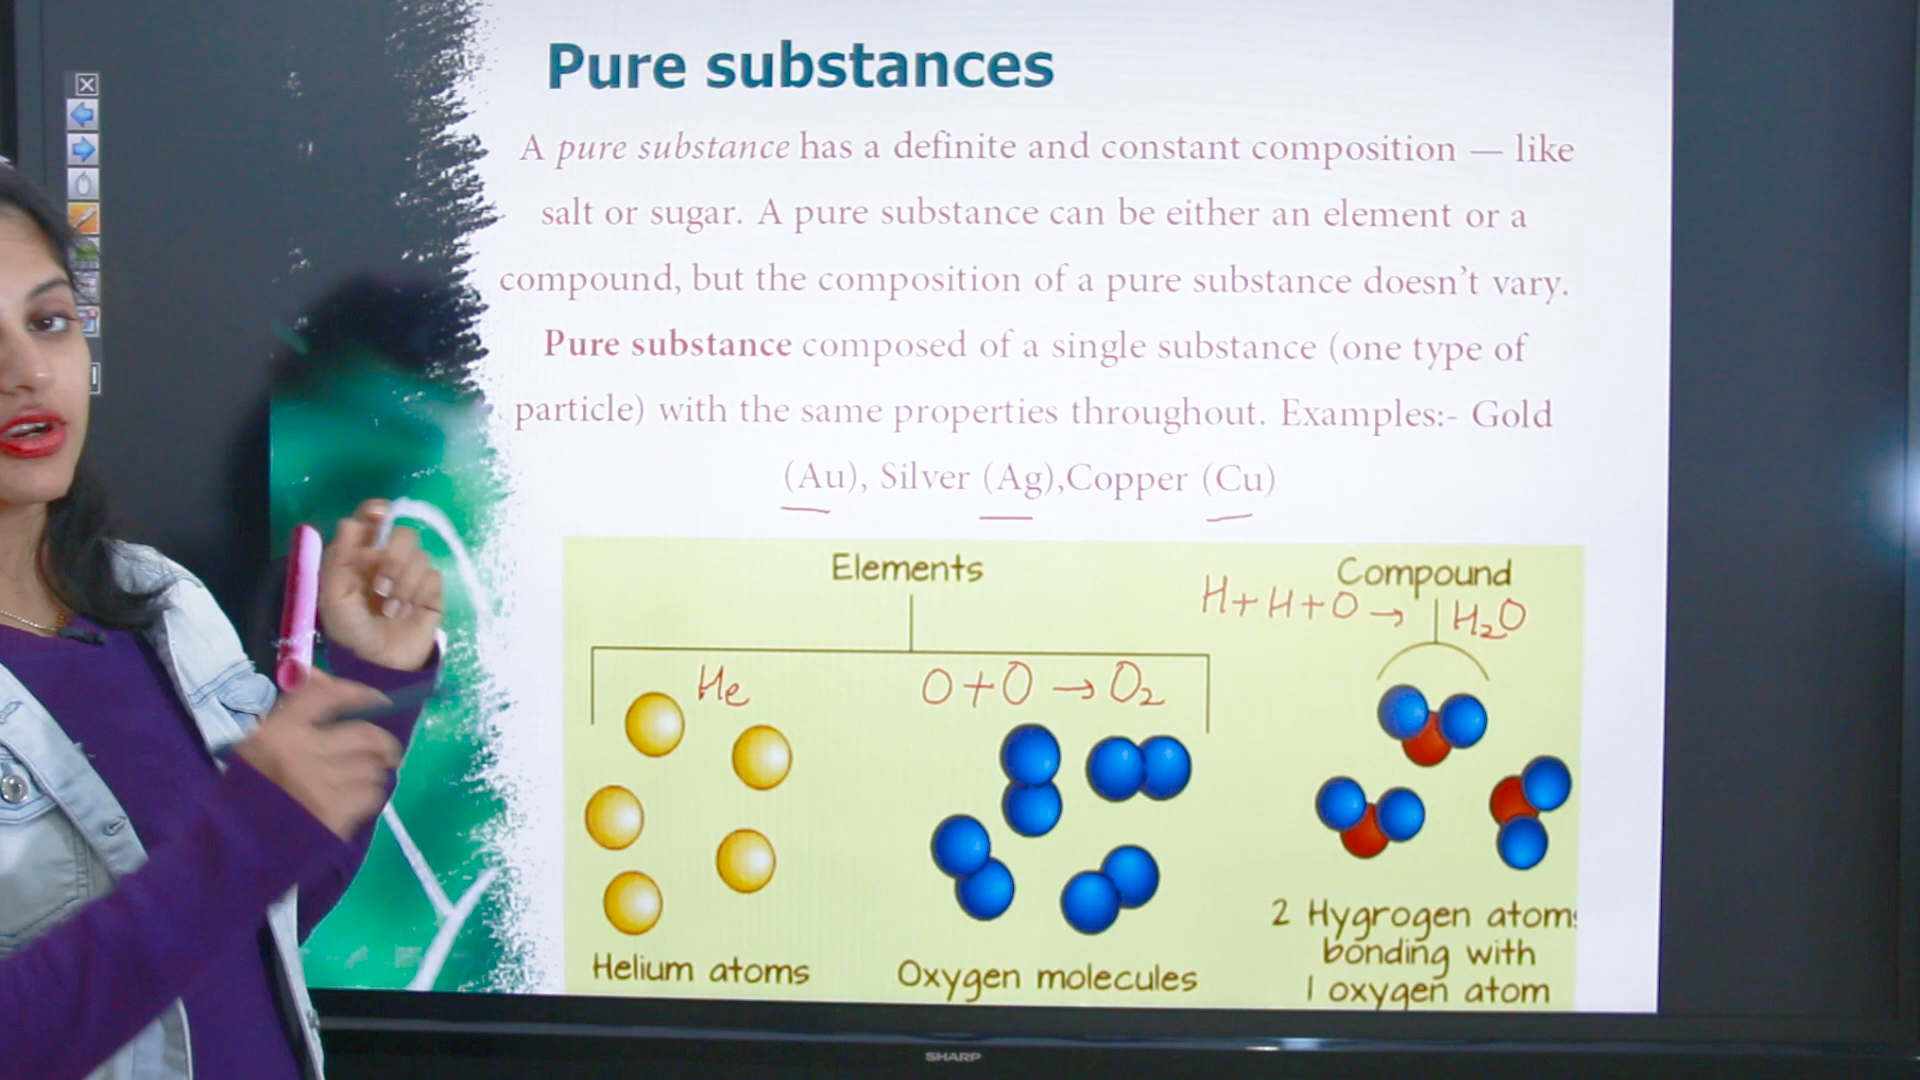 Pure substances
A pure substance has a definite and constant composition — like
salt or sugar. A pure substance can be either an element or a
compound, but the composition of a pure substance doesn't vary.
Pure substance composed of a single substance (one type of
particle) with the same properties throughout. Examples:- Gold
(Au), Silver (Ag),Copper (Cu)
Elements
Compound
H+H+O → H₂O
He
O+O → O₂
Helium atoms
Oxygen molecules
2 Hygrogen atoms
bonding with
1 oxygen atom
SHARP